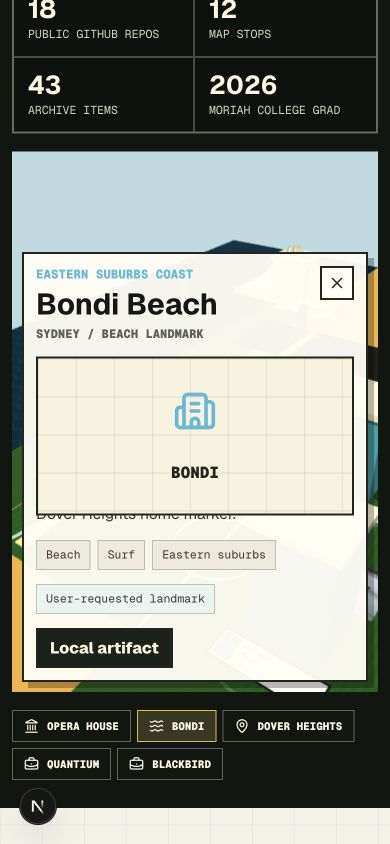 18
12
PUBLIC GITHUB REPOS
MAP STOPS
43
2026
ARCHIVE ITEMS
MORIAH COLLEGE GRAD
EASTERN SUBURBS COAST
Bondi Beach
SYDNEY / BEACH LANDMARK
BONDI
Dover Heights home marker.
Beach
Surf
Eastern suburbs
User-requested landmark
Local artifact
OPERA HOUSE
BONDI
DOVER HEIGHTS
QUANTIUM
BLACKBIRD
N